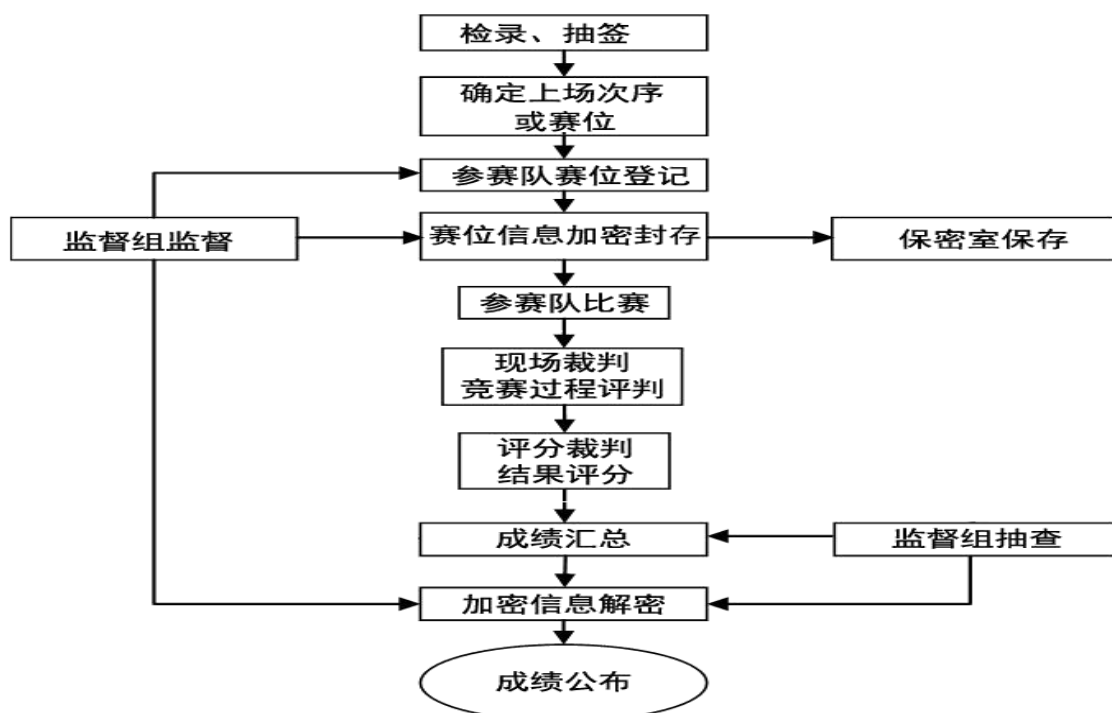 检录、抽签
确定上场次序
或赛位
参赛队赛位登记
监督组监督
赛位信息加密封存
保密室保存
参赛队比赛
现场裁判
竞赛过程评判
评分裁判
结果评分
成绩汇总
监督组抽查
加密信息解密
成绩公布